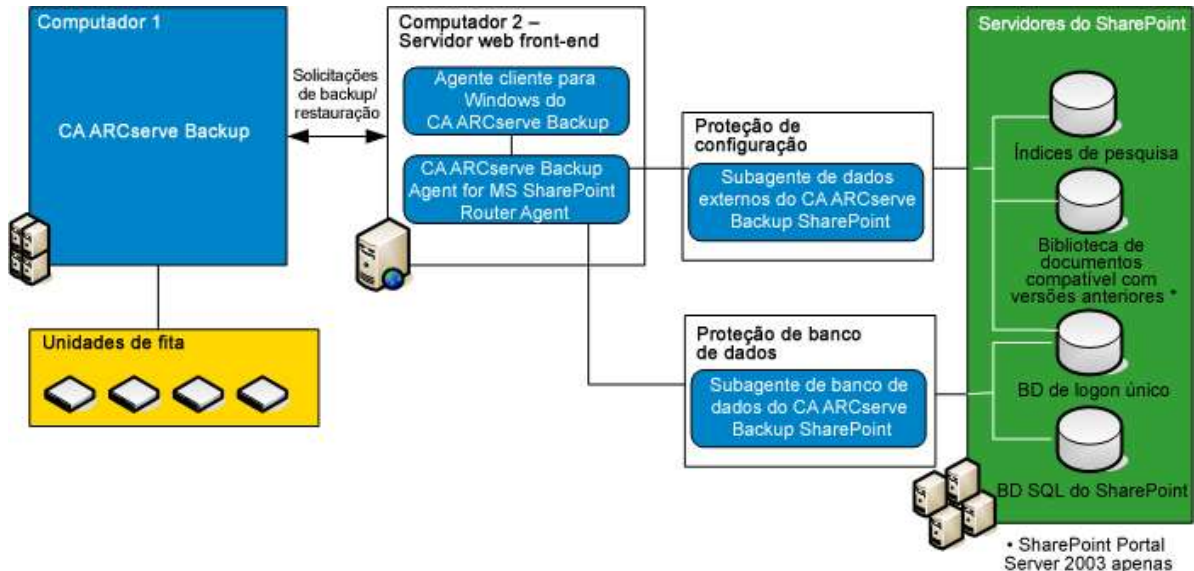 Computador 1
CA ARCserve Backup
Unidades de fita
Solicitações
de backup/
restauração
Computador 2 –
Servidor web front-end
Agente cliente para
Windows do
CA ARCserve Backup
CA ARCserve Backup
Agent for MS SharePoint
Router Agent
Proteção de
configuração
Subagente de dados
externos do CA ARCserve
Backup SharePoint
Proteção de banco
de dados
Subagente de banco de
dados do CA ARCserve
Backup SharePoint
Servidores do SharePoint
Índices de pesquisa
Biblioteca de
documentos
compatível com
versões anteriores *
BD de logon único
BD SQL do SharePoint
• SharePoint Portal
Server 2003 apenas